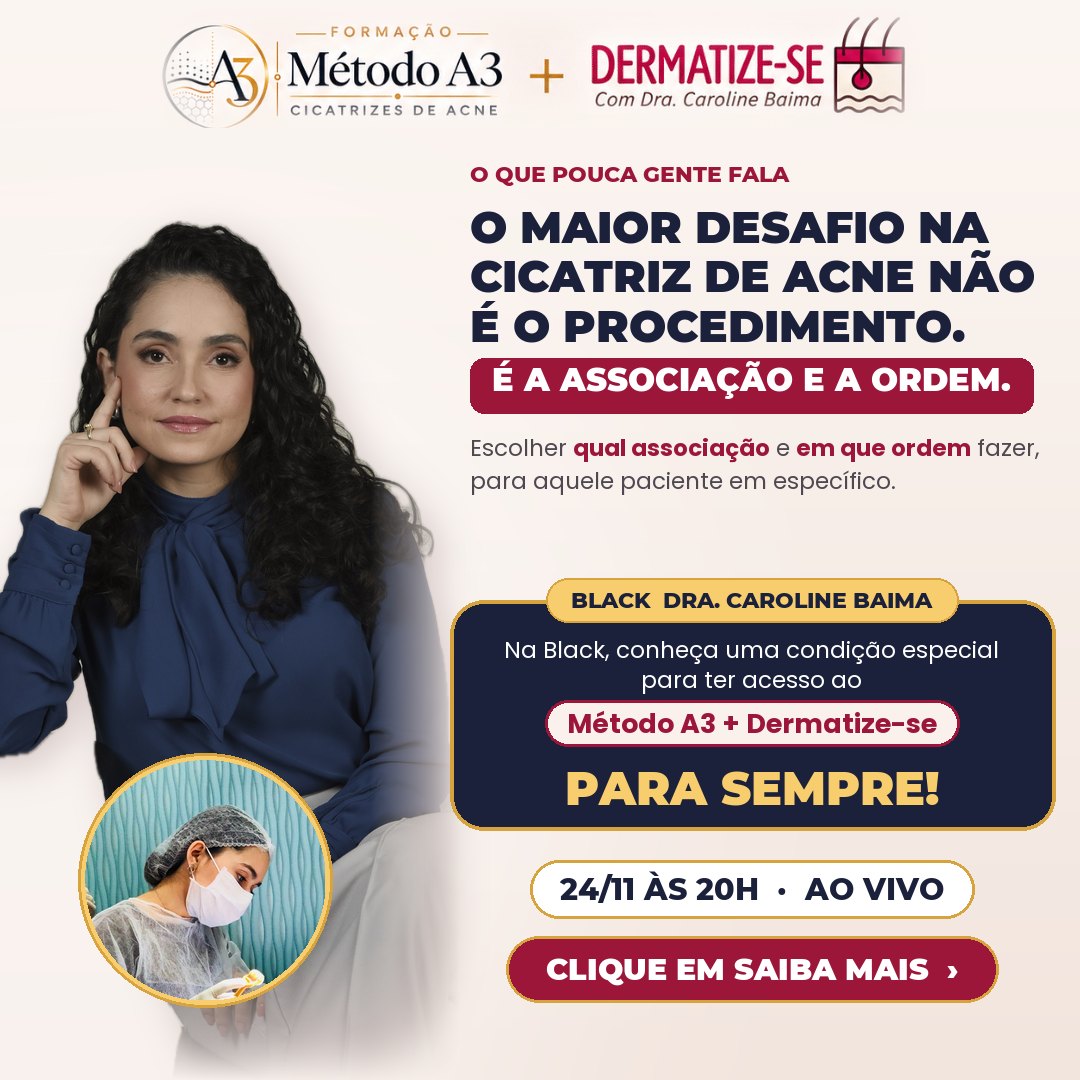 FORMAÇÃO
A3 Método A3
CICATRIZES DE ACNE
+
DERMATIZE-SE
Com Dra. Caroline Baima
O QUE POUCA GENTE FALA
O MAIOR DESAFIO NA
CICATRIZ DE ACNE NÃO
É O PROCEDIMENTO.
É A ASSOCIAÇÃO E A ORDEM.
Escolher qual associação e em que ordem fazer,
para aquele paciente em específico.
BLACK DRA. CAROLINE BAIMA
Na Black, conheça uma condição especial
para ter acesso ao
Método A3 + Dermatize-se
PARA SEMPRE!
24/11 ÀS 20H • AO VIVO
CLIQUE EM SAIBA MAIS ›